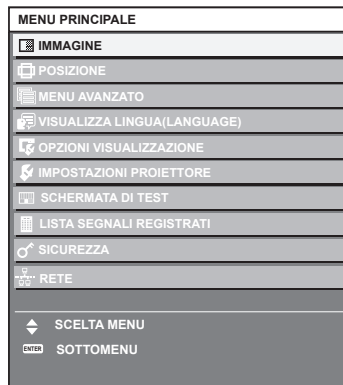 MENU PRINCIPALE
IMMAGINE
POSIZIONE
MENU AVANZATO
VISUALIZZA LINGUA(LANGUAGE)
OPZIONI VISUALIZZAZIONE
IMPOSTAZIONI PROIETTORE
SCHERMATA DI TEST
LISTA SEGNALI REGISTRATI
SICUREZZA
RETE
SCELTA MENU
ENTER SOTTOMENU